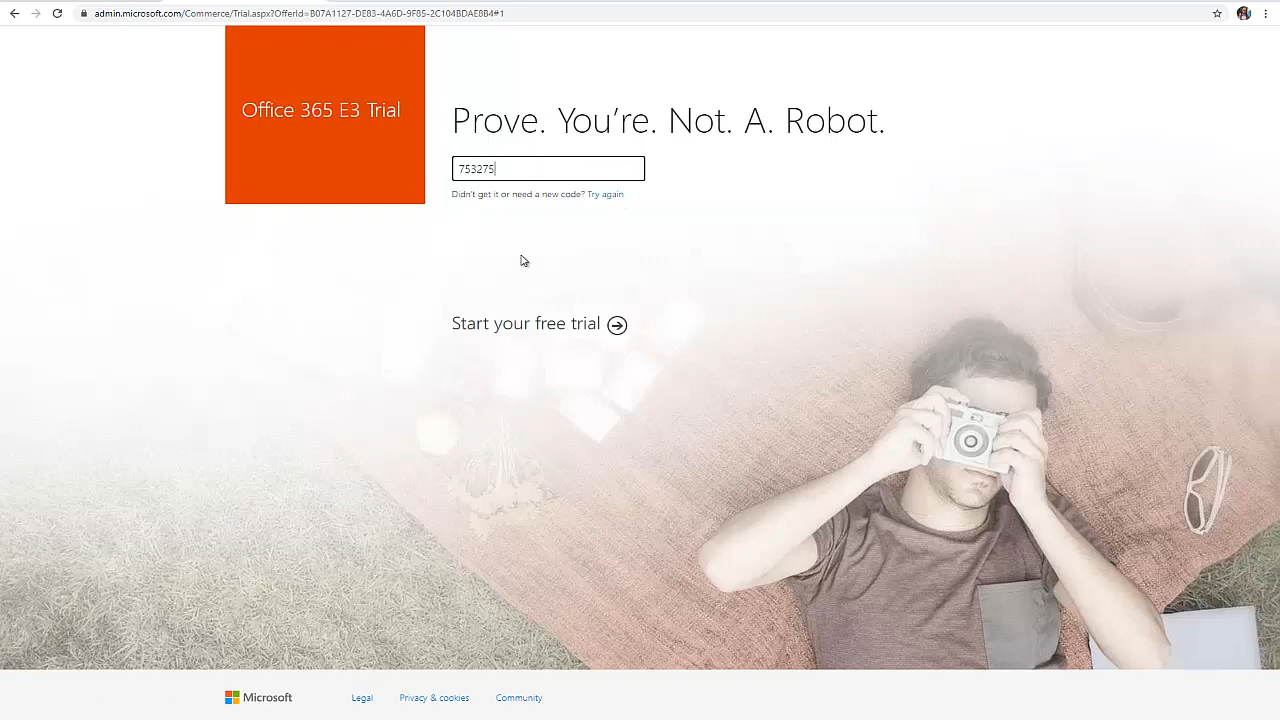 admin.microsoft.com/Commerce/Trial.aspx?OfferId=B07A1127-DE83-4A6D-9F85-2C104BDAE8B4#1
Office 365 E3 Trial
Prove. You're. Not. A. Robot.
753275
Didn't get it or need a new code? Try again
Start your free trial
Microsoft Legal Privacy & cookies Community